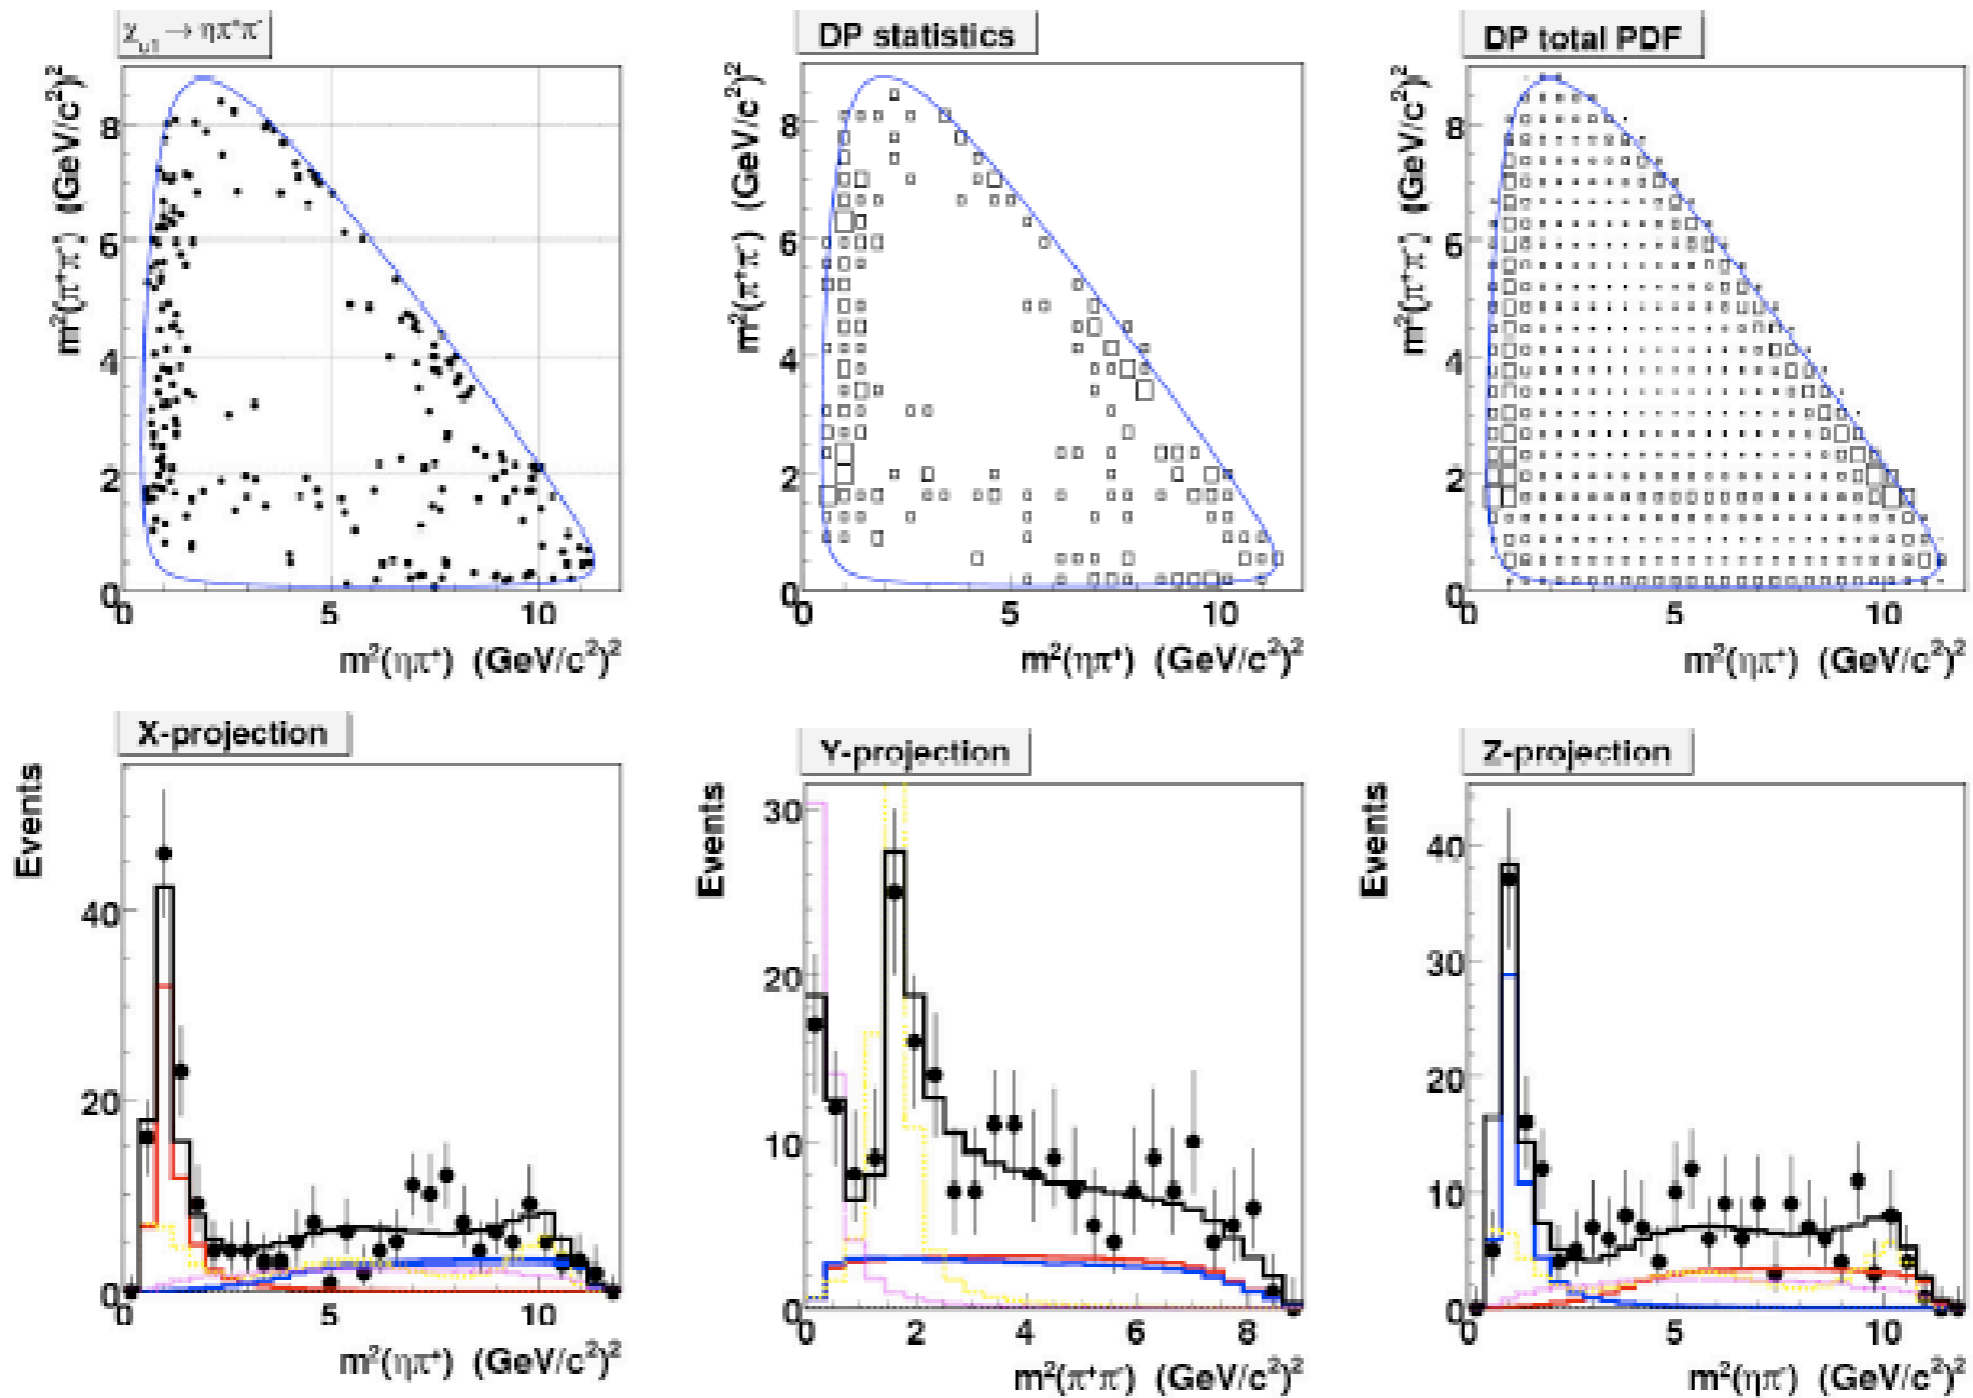 χc1 → ηπ⁺π⁻
m²(π⁺π⁻) (GeV/c²)²
8
6
4
2
0
0 5 10
m²(ηπ⁺) (GeV/c²)²
DP statistics
m²(π⁺π⁻) (GeV/c²)²
8
6
4
2
0
0 5 10
m²(ηπ⁺) (GeV/c²)²
DP total PDF
m²(π⁺π⁻) (GeV/c²)²
8
6
4
2
0
0 5 10
m²(ηπ⁺) (GeV/c²)²
X-projection
Events
40
20
0
0 5 10
m²(ηπ⁺) (GeV/c²)²
Y-projection
Events
30
20
10
0
0 2 4 6 8
m²(π⁺π⁻) (GeV/c²)²
Z-projection
Events
40
30
20
10
0
0 5 10
m²(ηπ⁻) (GeV/c²)²